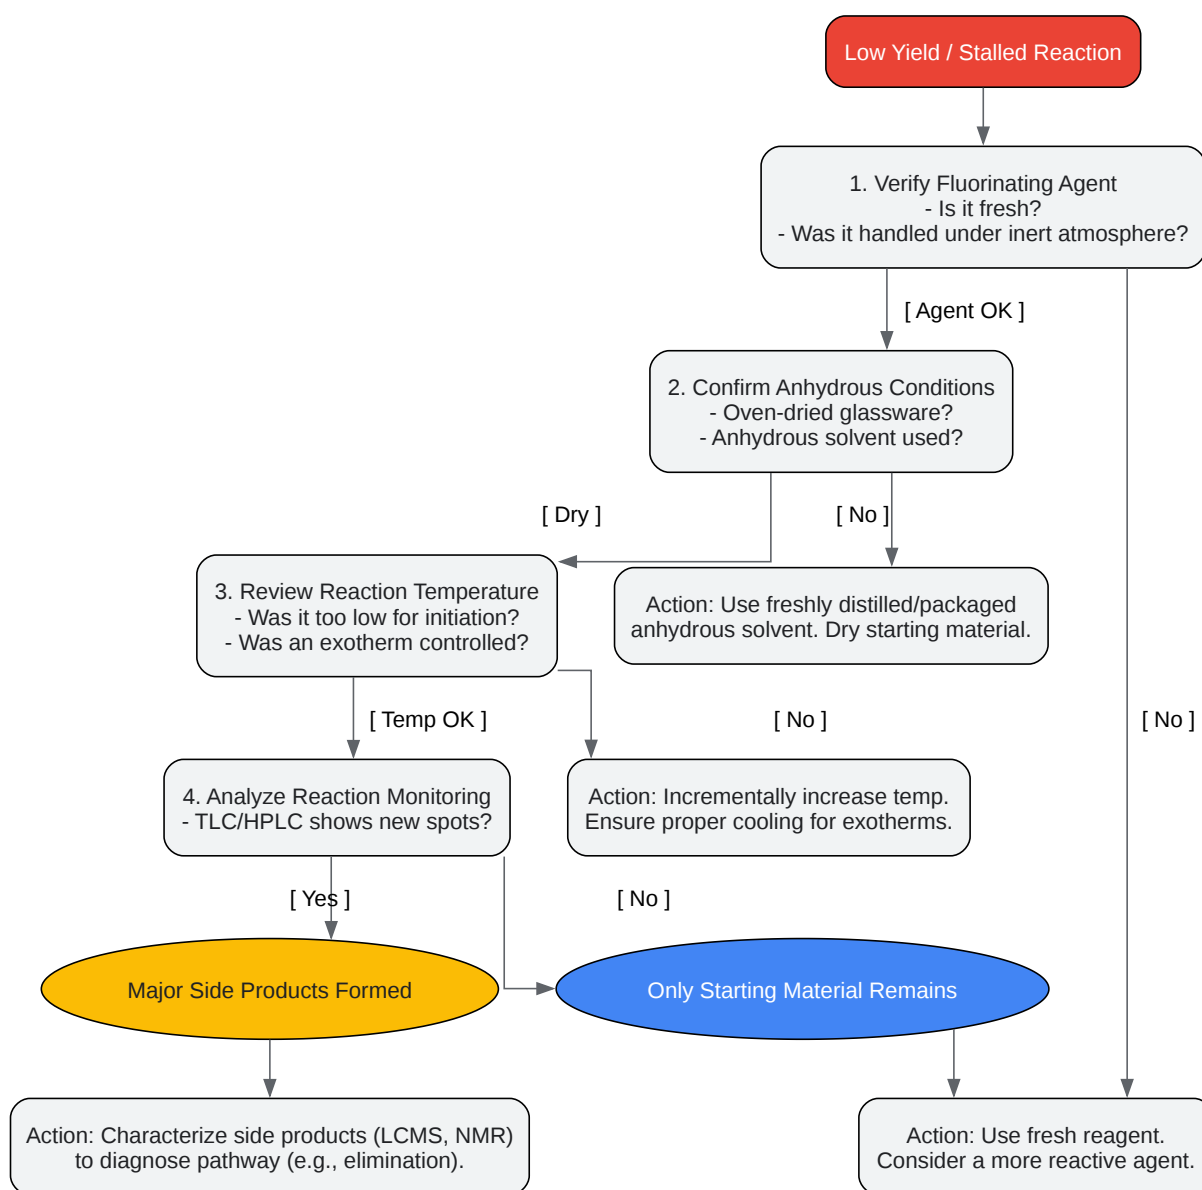 Low Yield / Stalled Reaction
1. Verify Fluorinating Agent
- Is it fresh?
- Was it handled under inert atmosphere?
[ Agent OK ]
2. Confirm Anhydrous Conditions
- Oven-dried glassware?
- Anhydrous solvent used?
[ Dry ]
[ No ]
3. Review Reaction Temperature
- Was it too low for initiation?
- Was an exotherm controlled?
Action: Use freshly distilled/packaged
anhydrous solvent. Dry starting material.
[ Temp OK ]
[ No ]
[ No ]
4. Analyze Reaction Monitoring
- TLC/HPLC shows new spots?
Action: Incrementally increase temp.
Ensure proper cooling for exotherms.
[ Yes ]
[ No ]
Major Side Products Formed
Only Starting Material Remains
Action: Characterize side products (LCMS, NMR)
to diagnose pathway (e.g., elimination).
Action: Use fresh reagent.
Consider a more reactive agent.